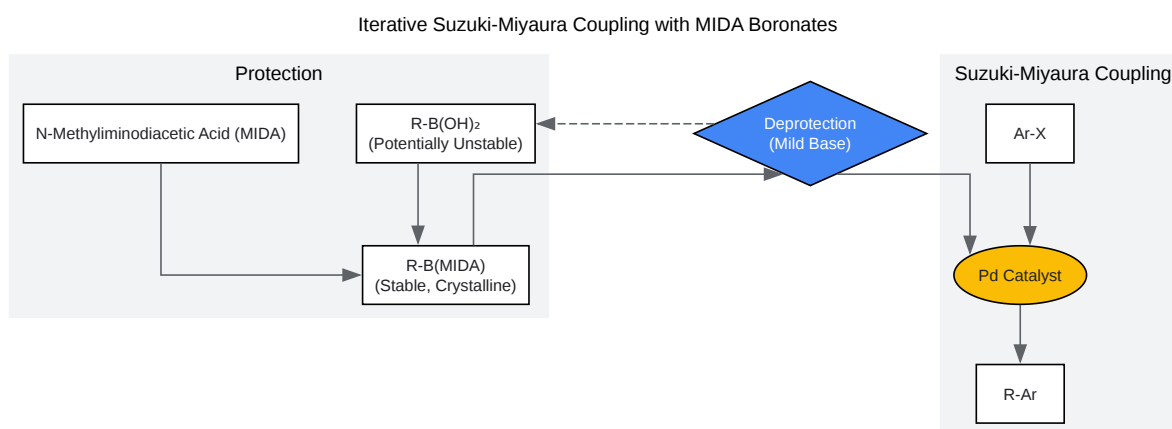 Iterative Suzuki-Miyaura Coupling with MIDA Boronates
Protection
N-Methyliminodiacetic Acid (MIDA)
R-B(OH)₂
(Potentially Unstable)
R-B(MIDA)
(Stable, Crystalline)
Deprotection
(Mild Base)
Suzuki-Miyaura Coupling
Ar-X
Pd Catalyst
R-Ar